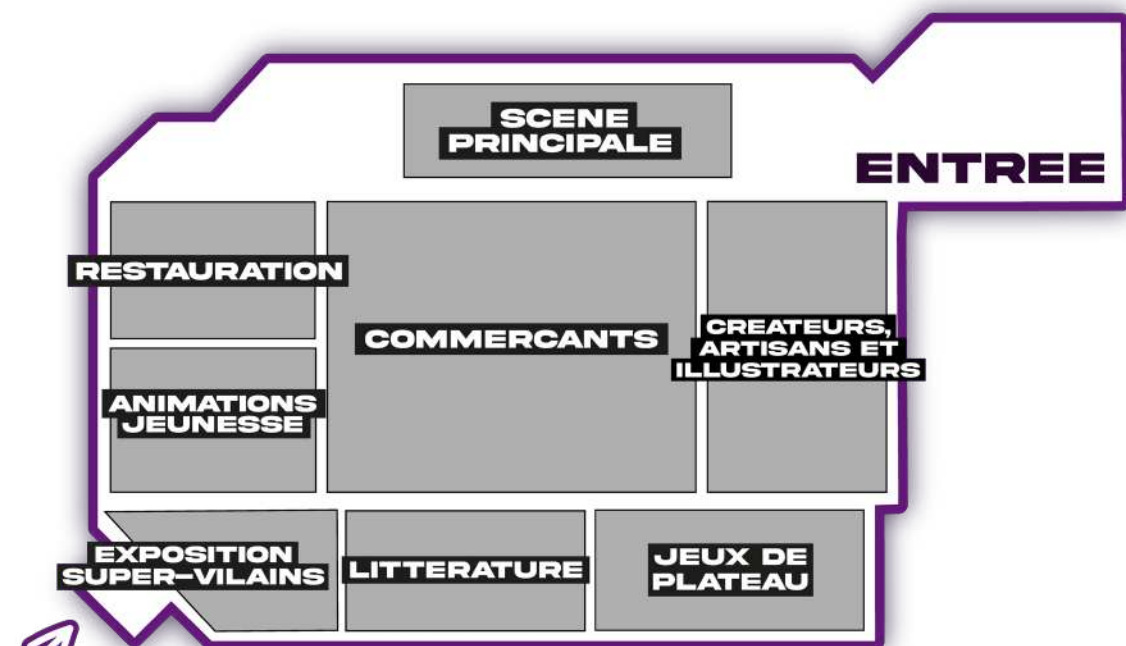 SCENE
PRINCIPALE
ENTREE
RESTAURATION
COMMERCANTS
CREATEURS,
ARTISANS ET
ILLUSTRATEURS
ANIMATIONS
JEUNESSE
EXPOSITION
SUPER-VILAINS
LITTERATURE
JEUX DE
PLATEAU